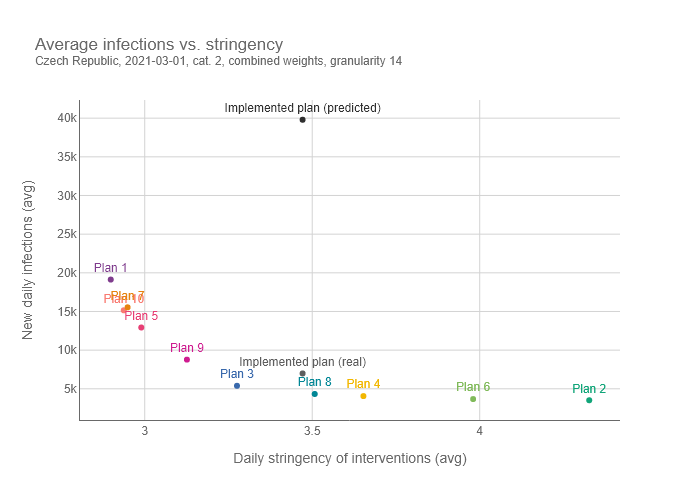 Average infections vs. stringency
Czech Republic, 2021-03-01, cat. 2, combined weights, granularity 14
Implemented plan (predicted)
40k
35k
30k
25k
20k
15k
10k
5k
New daily infections (avg)
Plan 1
Plan 7
Plan 10
Plan 5
Plan 9
Implemented plan (real)
Plan 3
Plan 8
Plan 4
Plan 6
Plan 2
3
3.5
4
Daily stringency of interventions (avg)